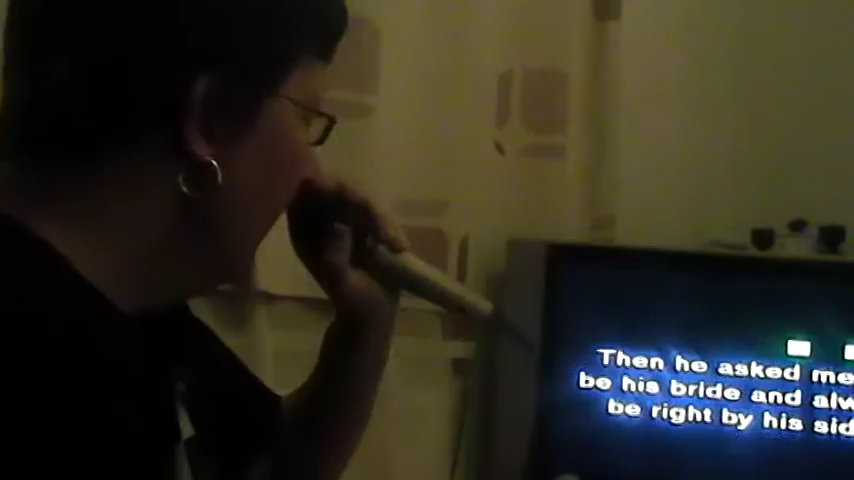 Then he asked me
be his bride and
be right by his